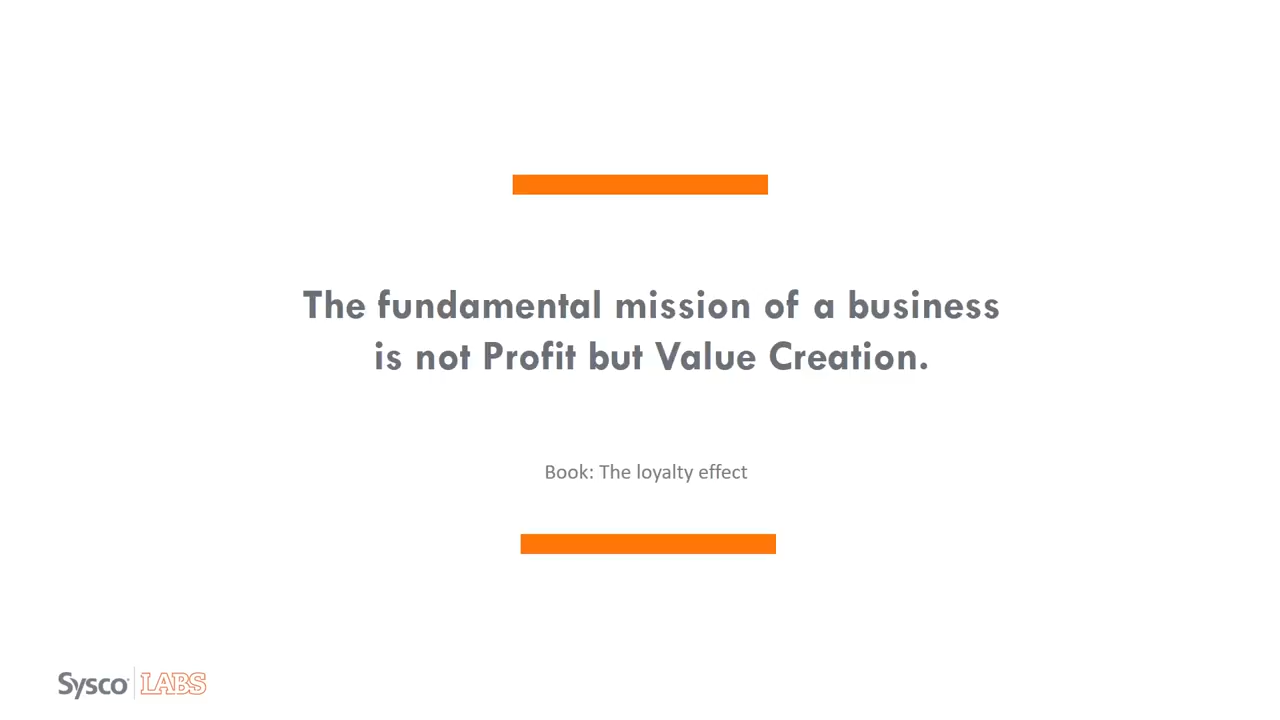 The fundamental mission of a business
is not Profit but Value Creation.
Book: The loyalty effect
Sysco LABS